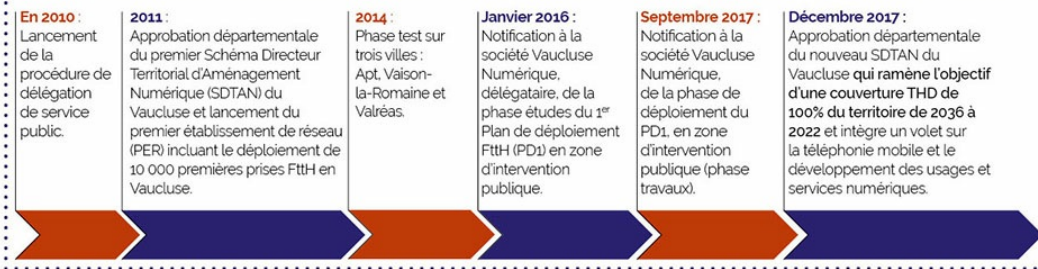 En 2010 :
Lancement
de la
procédure de
délégation
de service
public.
2011 :
Approbation départementale
du premier Schéma Directeur
Territorial d'Aménagement
Numérique (SDTAN) du
Vaucluse et lancement du
premier établissement de réseau
(PER) incluant le déploiement de
10 000 premières prises FttH en
Vaucluse.
2014 :
Phase test sur
trois villes :
Apt, Vaison-
la-Romaine et
Valréas.
Janvier 2016 :
Notification à la
société Vaucluse
Numérique,
délégataire, de la
phase études du 1er
Plan de déploiement
FttH (PD1) en zone
d'intervention
publique.
Septembre 2017 :
Notification à la
société Vaucluse
Numérique,
de la phase de
déploiement du
PD1, en zone
d'intervention
publique (phase
travaux).
Décembre 2017 :
Approbation départementale
du nouveau SDTAN du
Vaucluse qui ramène l'objectif
d'une couverture THD de
100% du territoire de 2036 à
2022 et intègre un volet sur
la téléphonie mobile et le
développement des usages et
services numériques.